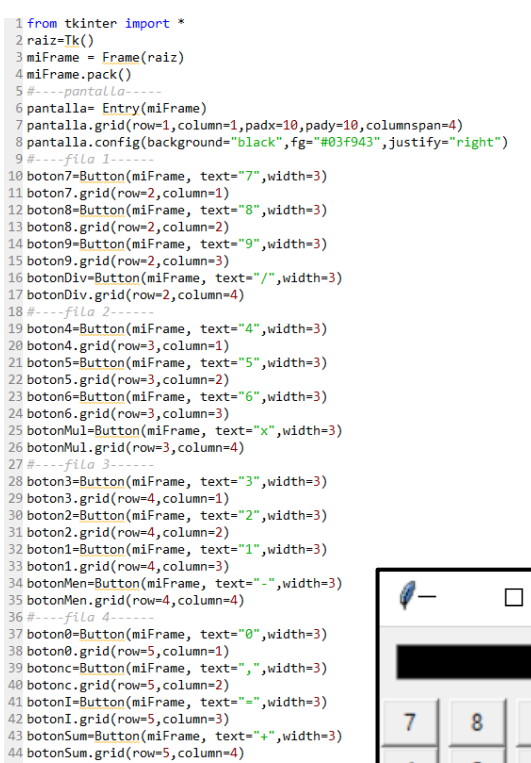 1 from tkinter import *
2 raiz=Tk()
3 miFrame = Frame(raiz)
4 miFrame.pack()
5 #----pantalla-----
6 pantalla= Entry(miFrame)
7 pantalla.grid(row=1,column=1,padx=10,pady=10,columnspan=4)
8 pantalla.config(background="black",fg="#03f943",justify="right")
9 #----fila 1------
10 boton7=Button(miFrame, text="7",width=3)
11 boton7.grid(row=2,column=1)
12 boton8=Button(miFrame, text="8",width=3)
13 boton8.grid(row=2,column=2)
14 boton9=Button(miFrame, text="9",width=3)
15 boton9.grid(row=2,column=3)
16 botonDiv=Button(miFrame, text="/",width=3)
17 botonDiv.grid(row=2,column=4)
18 #----fila 2------
19 boton4=Button(miFrame, text="4",width=3)
20 boton4.grid(row=3,column=1)
21 boton5=Button(miFrame, text="5",width=3)
22 boton5.grid(row=3,column=2)
23 boton6=Button(miFrame, text="6",width=3)
24 boton6.grid(row=3,column=3)
25 botonMul=Button(miFrame, text="x",width=3)
26 botonMul.grid(row=3,column=4)
27 #----fila 3------
28 boton3=Button(miFrame, text="3",width=3)
29 boton3.grid(row=4,column=1)
30 boton2=Button(miFrame, text="2",width=3)
31 boton2.grid(row=4,column=2)
32 boton1=Button(miFrame, text="1",width=3)
33 boton1.grid(row=4,column=3)
34 botonMen=Button(miFrame, text="-",width=3)
35 botonMen.grid(row=4,column=4)
36 #----fila 4------
37 boton0=Button(miFrame, text="0",width=3)
38 boton0.grid(row=5,column=1)
39 botonc=Button(miFrame, text=",",width=3)
40 botonc.grid(row=5,column=2)
41 botonI=Button(miFrame, text="=",width=3)
42 botonI.grid(row=5,column=3)
43 botonSum=Button(miFrame, text="+",width=3)
44 botonSum.grid(row=5,column=4)
7 8